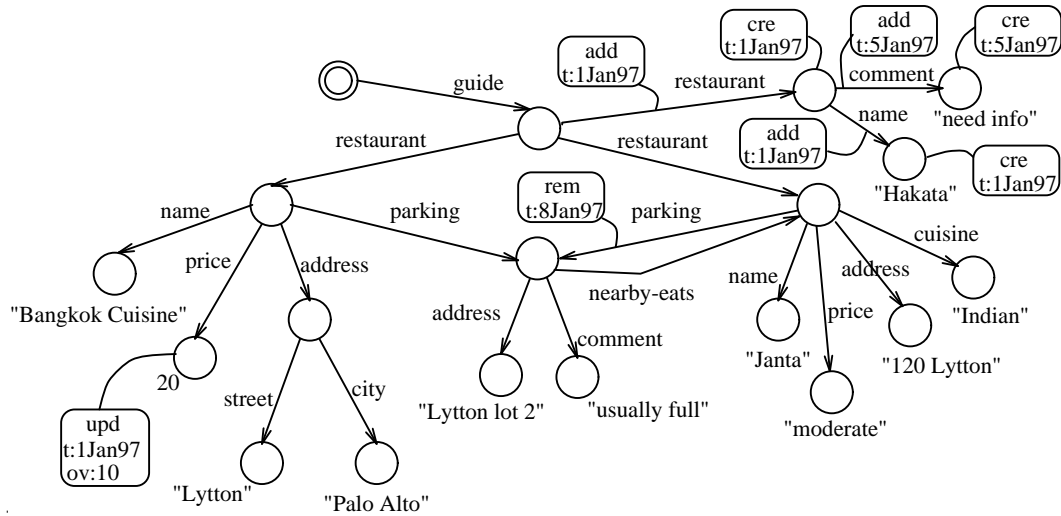 cre
t:1Jan97
add
t:5Jan97
cre
t:5Jan97
add
t:1Jan97
guide
restaurant
comment
"need info"
name
add
t:1Jan97
"Hakata"
cre
t:1Jan97
restaurant
restaurant
rem
t:8Jan97
name
parking
parking
cuisine
price
address
name
address
"Bangkok Cuisine"
nearby-eats
"Indian"
address
comment
price
20
"Janta"
"120 Lytton"
street
city
"Lytton lot 2"
"usually full"
"moderate"
upd
t:1Jan97
ov:10
"Lytton"
"Palo Alto"